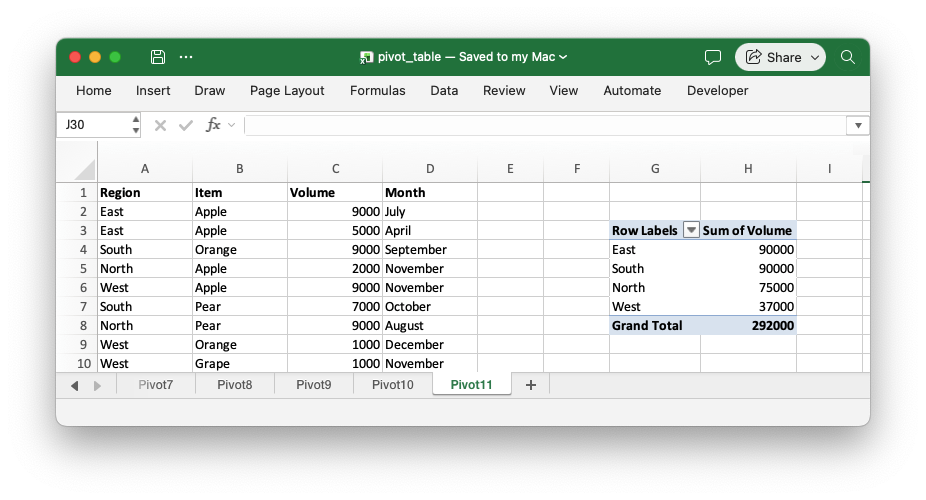 pivot_table — Saved to my Mac
Share
Home Insert Draw Page Layout Formulas Data Review View Automate Developer
J30 fx
A B C D E F G H I
1 Region Item Volume Month
2 East Apple 9000 July
3 East Apple 5000 April Row Labels Sum of Volume
4 South Orange 9000 September East 90000
5 North Apple 2000 November South 90000
6 West Apple 9000 November North 75000
7 South Pear 7000 October West 37000
8 North Pear 9000 August Grand Total 292000
9 West Orange 1000 December
10 West Grape 1000 November
Pivot7 Pivot8 Pivot9 Pivot10 Pivot11 +